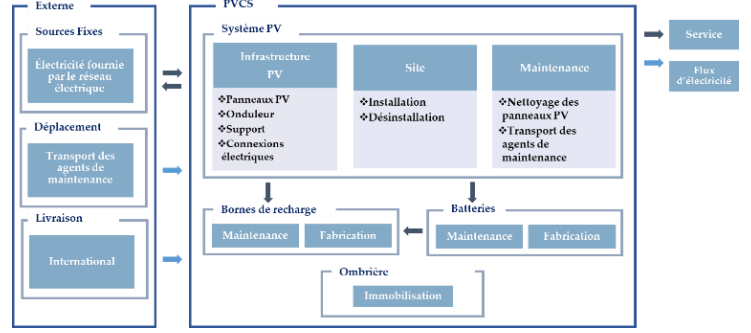 Externe
Sources Fixes
Électricité fournie
par le réseau
électrique
Déplacement
Transport des
agents de
maintenance
Livraison
International
PVCS
Système PV
Infrastructure
PV
❖Panneaux PV
❖Onduleur
❖Support
❖Connexions
électriques
Site
❖Installation
❖Désinstallation
Maintenance
❖Nettoyage des
panneaux PV
❖Transport des
agents de
maintenance
Bornes de recharge
Maintenance
Fabrication
Batteries
Maintenance
Fabrication
Ombrière
Immobilisation
Service
Flux
d'électricité